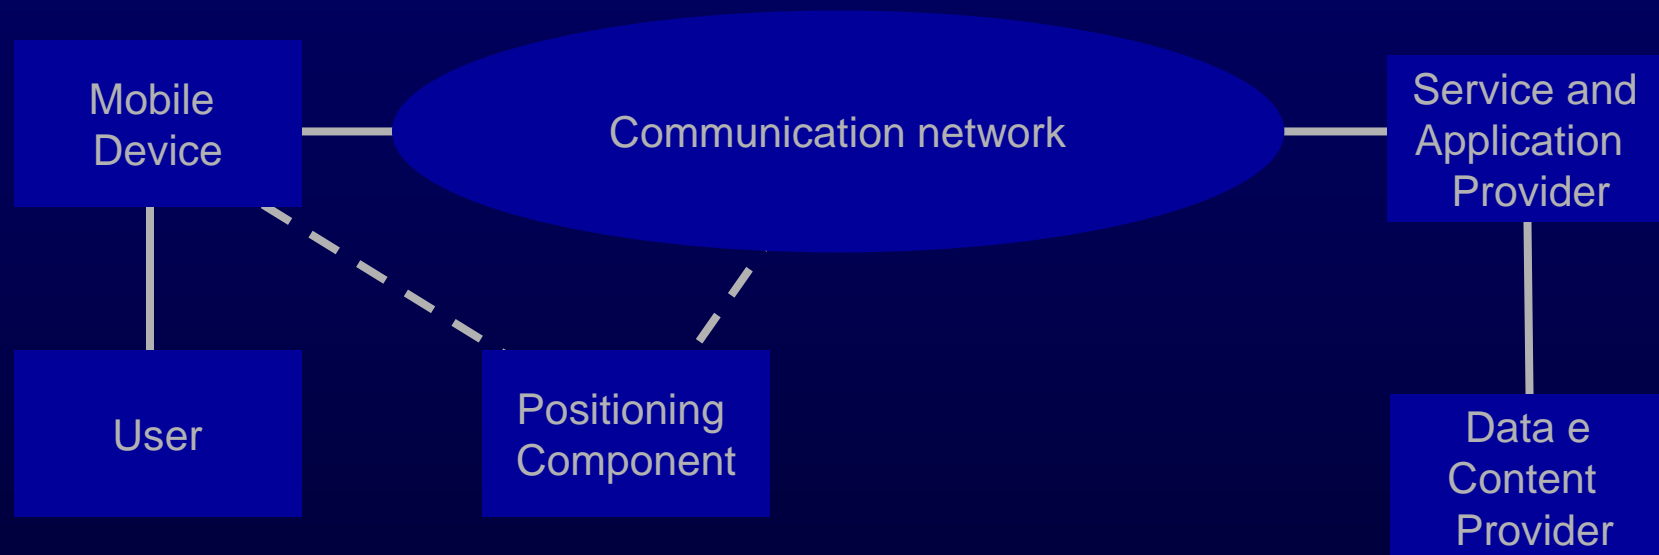 Mobile
Device
Communication network
Service and
Application
Provider
User
Positioning
Component
Data e
Content
Provider